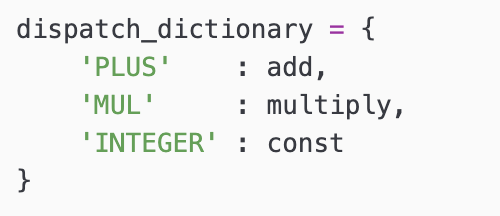 dispatch_dictionary = {
    'PLUS'    : add,
    'MUL'     : multiply,
    'INTEGER' : const
}